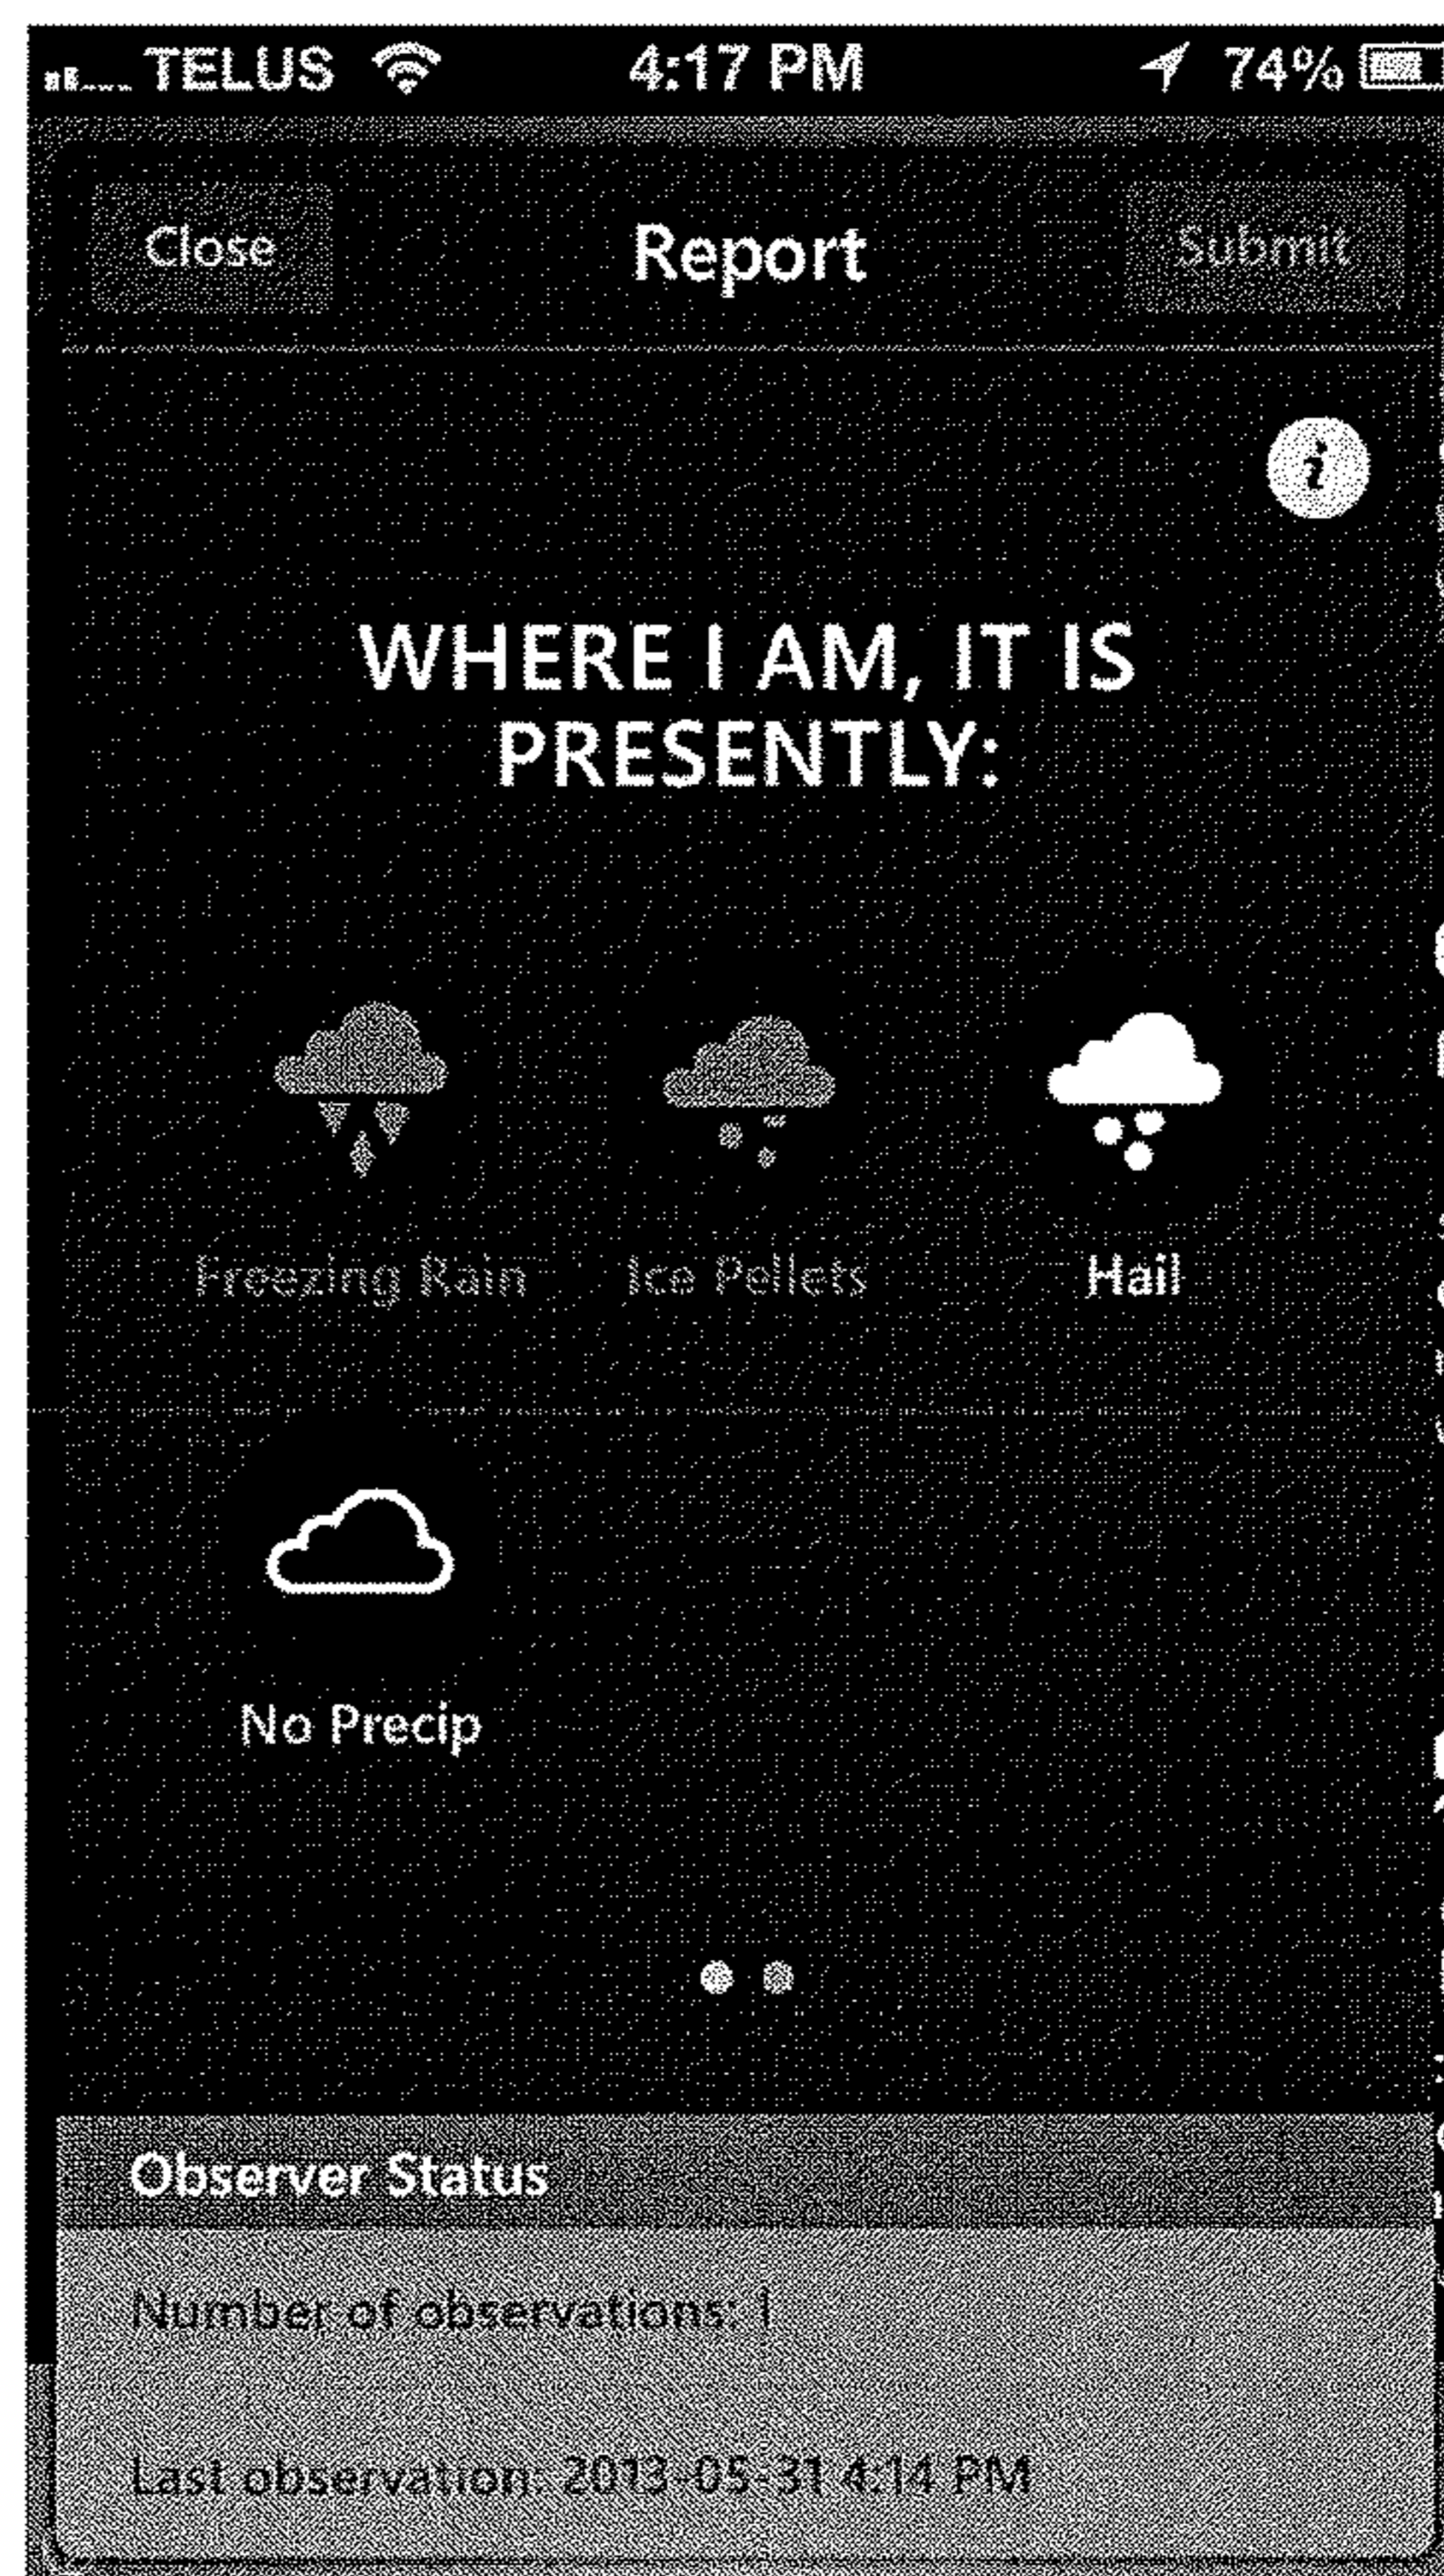 TELUS 4:17 PM 74%
Close Report Submit
i
WHERE I AM, IT IS
PRESENTLY:
Freezing Rain Ice Pellets Hail
No Precip
Observer Status
Number of observations: 1
Last observation: 2013-05-31 4:14 PM